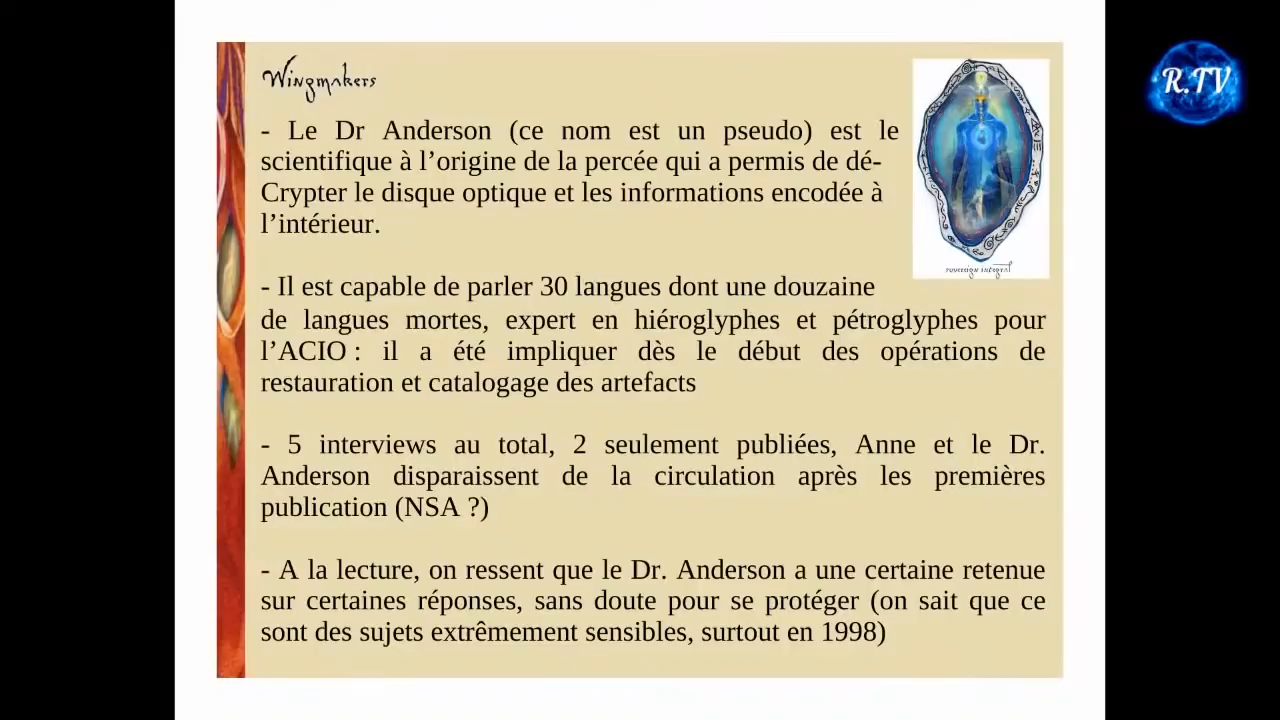 Wingmakers
R.TV
- Le Dr Anderson (ce nom est un pseudo) est le
scientifique à l’origine de la percée qui a permis de dé-
Crypter le disque optique et les informations encodée à
l’intérieur.
sovereign integral
- Il est capable de parler 30 langues dont une douzaine
de langues mortes, expert en hiéroglyphes et pétroglyphes pour
l’ACIO : il a été impliquer dès le début des opérations de
restauration et catalogage des artefacts
- 5 interviews au total, 2 seulement publiées, Anne et le Dr.
Anderson disparaissent de la circulation après les premières
publication (NSA ?)
- A la lecture, on ressent que le Dr. Anderson a une certaine retenue
sur certaines réponses, sans doute pour se protéger (on sait que ce
sont des sujets extrêmement sensibles, surtout en 1998)